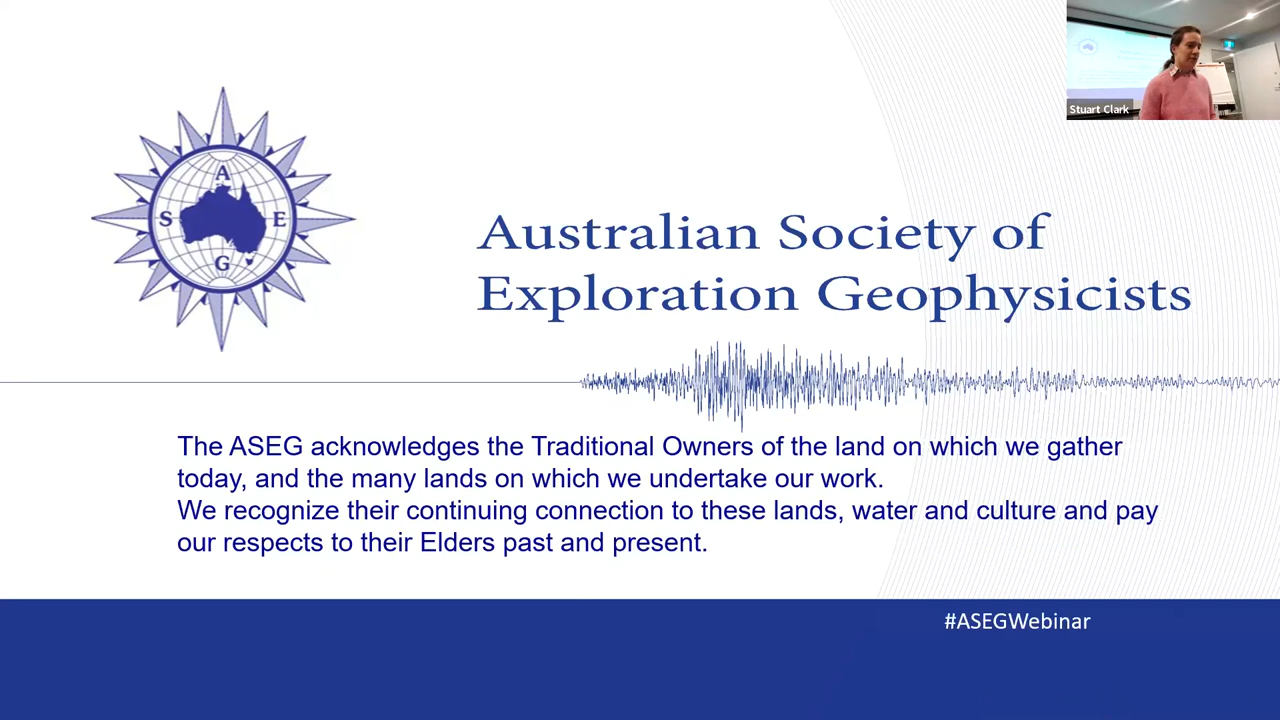 Stuart Clark
A
S
E
G
Australian Society of
Exploration Geophysicists
The ASEG acknowledges the Traditional Owners of the land on which we gather
today, and the many lands on which we undertake our work.
We recognize their continuing connection to these lands, water and culture and pay
our respects to their Elders past and present.
#ASEGWebinar